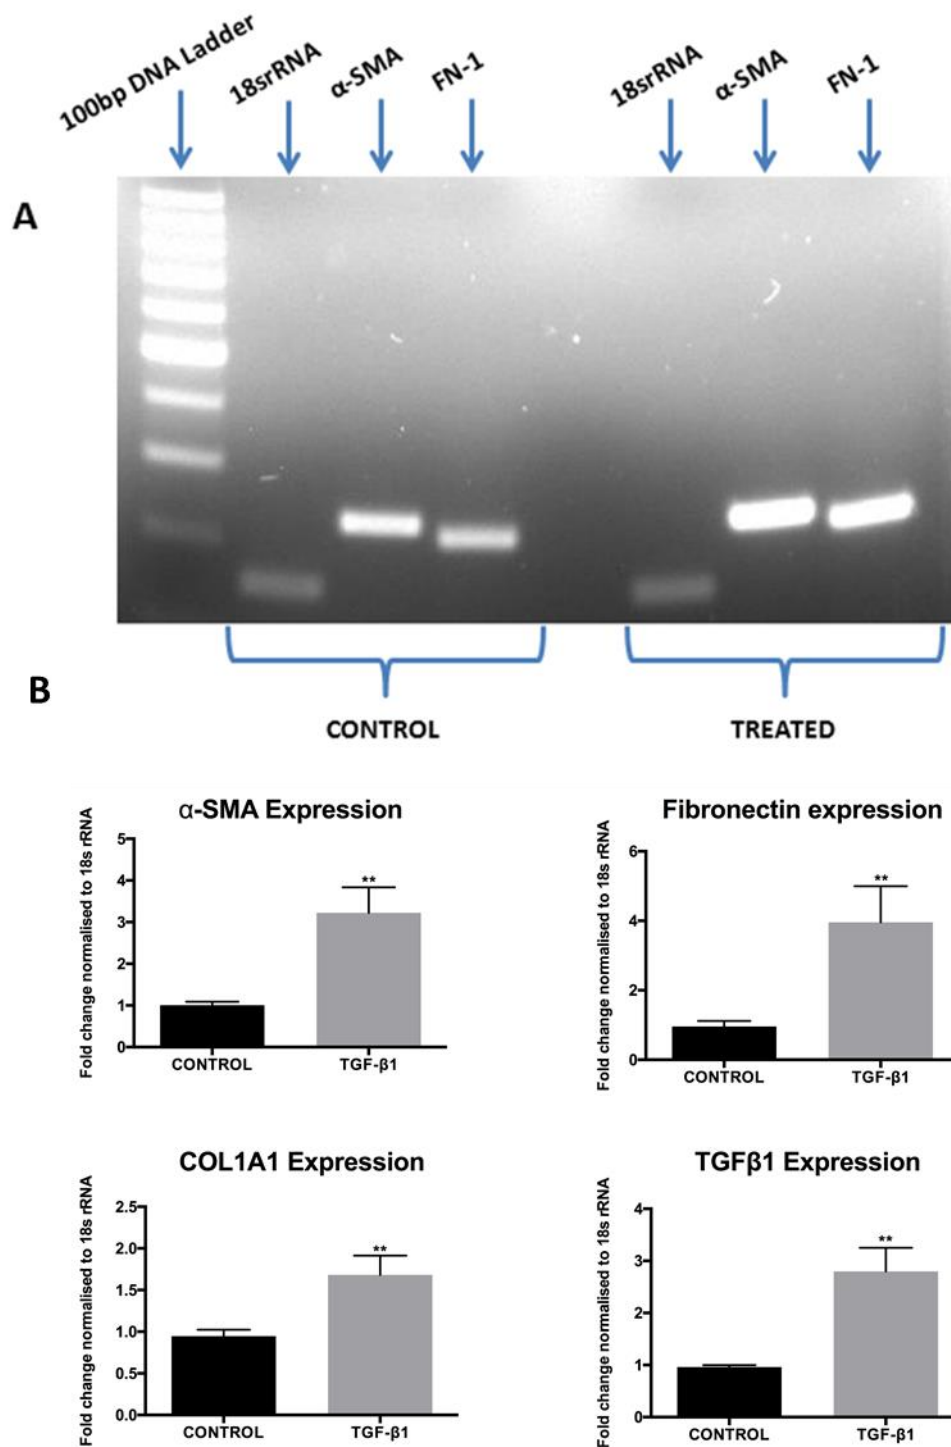 100bp DNA Ladder
18srRNA
α-SMA
FN-1
18srRNA
α-SMA
FN-1
A
CONTROL
TREATED
B
α-SMA Expression
Fold change normalised to 18s rRNA
5
4
3
2
1
0
**
CONTROL
TGF-β1
Fibronectin expression
Fold change normalised to 18s rRNA
6
4
2
0
**
CONTROL
TGF-β1
COL1A1 Expression
Fold change normalised to 18s rRNA
2.5
2.0
1.5
1.0
0.5
0.0
**
CONTROL
TGF-β1
TGFβ1 Expression
Fold change normalised to 18s rRNA
4
3
2
1
0
**
CONTROL
TGF-β1